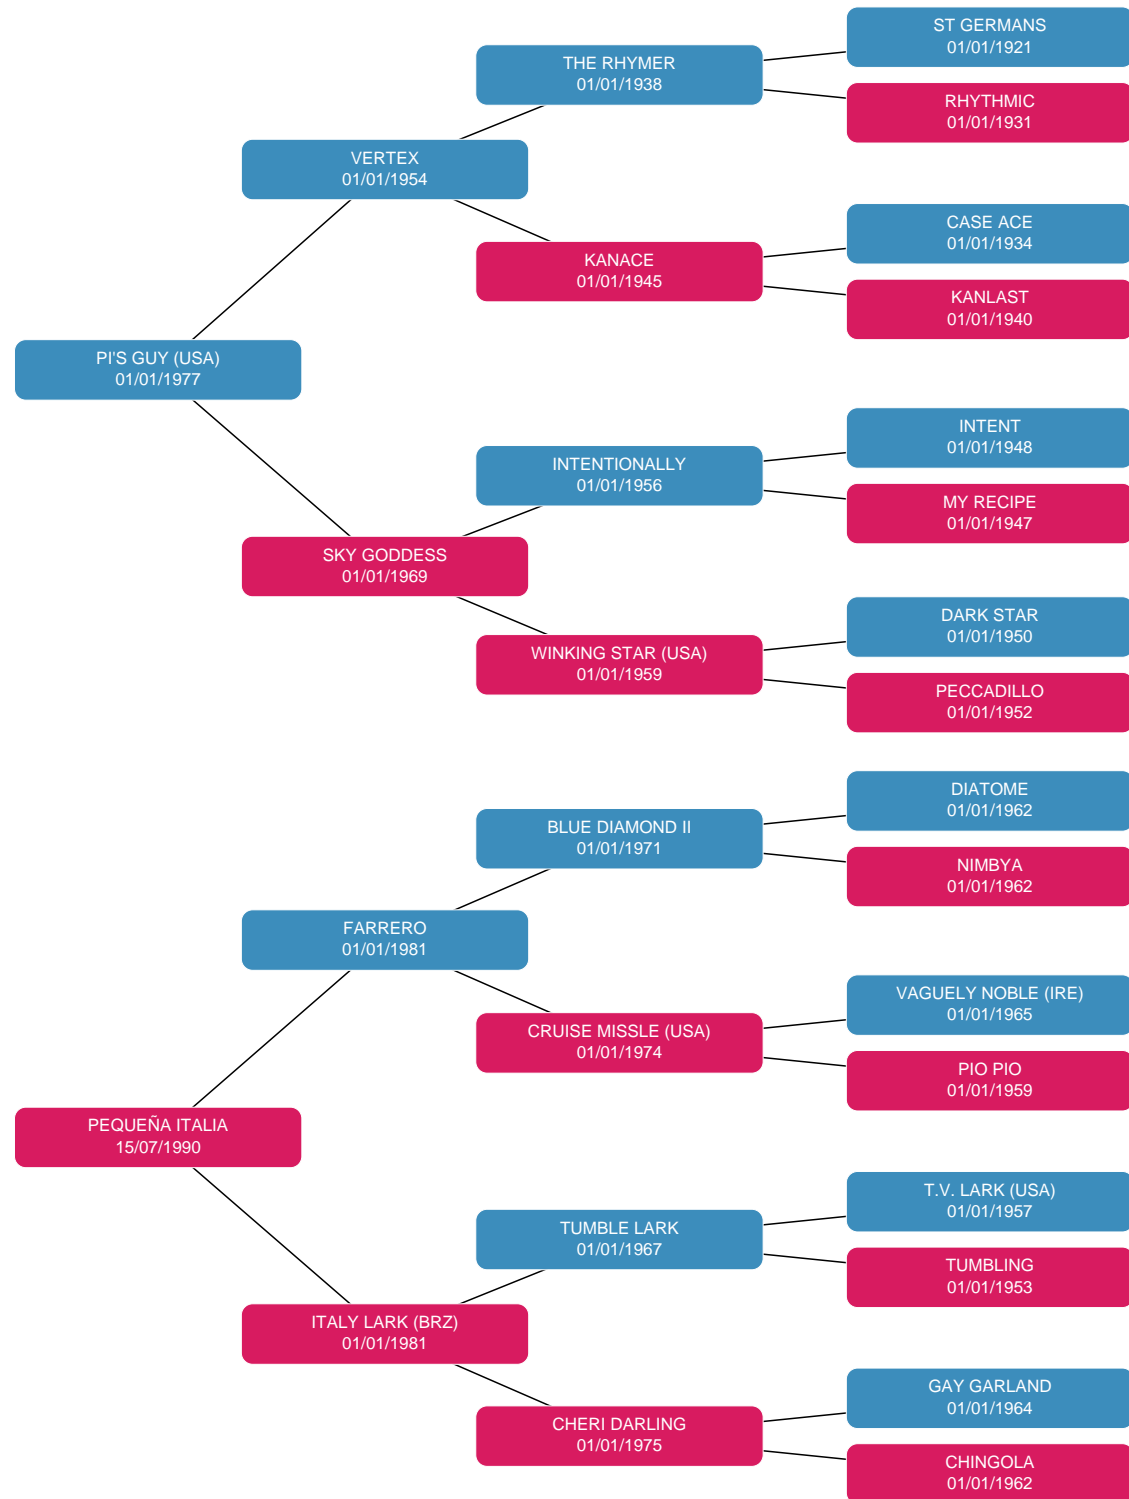 ST GERMANS
01/01/1921
THE RHYMER
01/01/1938
RHYTHMIC
01/01/1931
VERTEX
01/01/1954
CASE ACE
01/01/1934
KANACE
01/01/1945
KANLAST
01/01/1940
PI'S GUY (USA)
01/01/1977
INTENT
01/01/1948
INTENTIONALLY
01/01/1956
MY RECIPE
01/01/1947
SKY GODDESS
01/01/1969
DARK STAR
01/01/1950
WINKING STAR (USA)
01/01/1959
PECCADILLO
01/01/1952
DIATOME
01/01/1962
BLUE DIAMOND II
01/01/1971
NIMBYA
01/01/1962
FARRERO
01/01/1981
VAGUELY NOBLE (IRE)
01/01/1965
CRUISE MISSLE (USA)
01/01/1974
PIO PIO
01/01/1959
PEQUEÑA ITALIA
15/07/1990
T.V. LARK (USA)
01/01/1957
TUMBLE LARK
01/01/1967
TUMBLING
01/01/1953
ITALY LARK (BRZ)
01/01/1981
GAY GARLAND
01/01/1964
CHERI DARLING
01/01/1975
CHINGOLA
01/01/1962